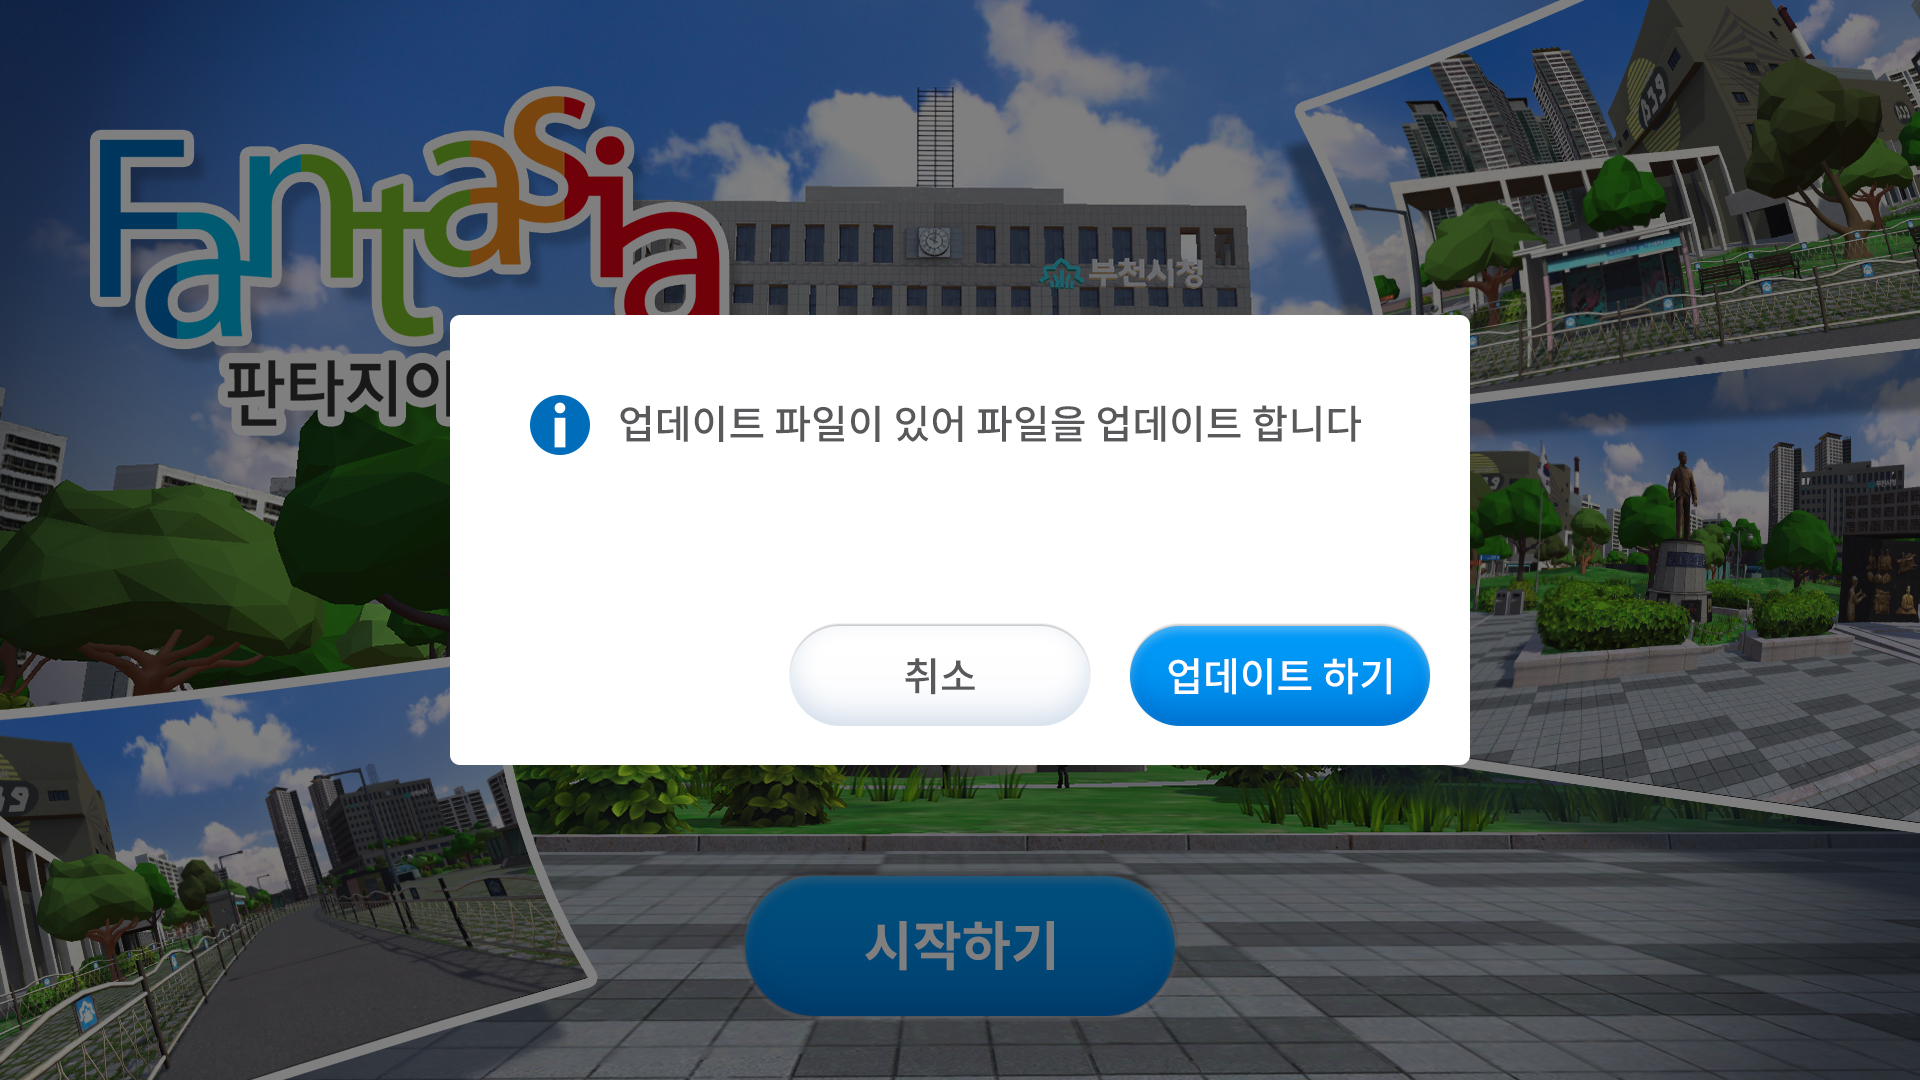 Fantasia
부천시청
판타지아
업데이트 파일이 있어 파일을 업데이트 합니다
취소
업데이트 하기
시작하기